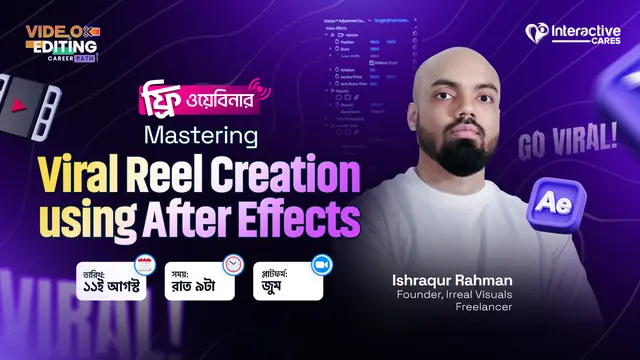 VIDEO
EDITING
CAREER PATH
Interactive
CARES
ফ্রি ওয়েবিনার
Mastering
Viral Reel Creation
using After Effects
GO VIRAL!
Ae
তারিখ:
১১ই আগস্ট
সময়:
রাত ৯টা
প্লাটফর্ম:
জুম
Ishraqur Rahman
Founder, Irreal Visuals
Freelancer
VIRAL!